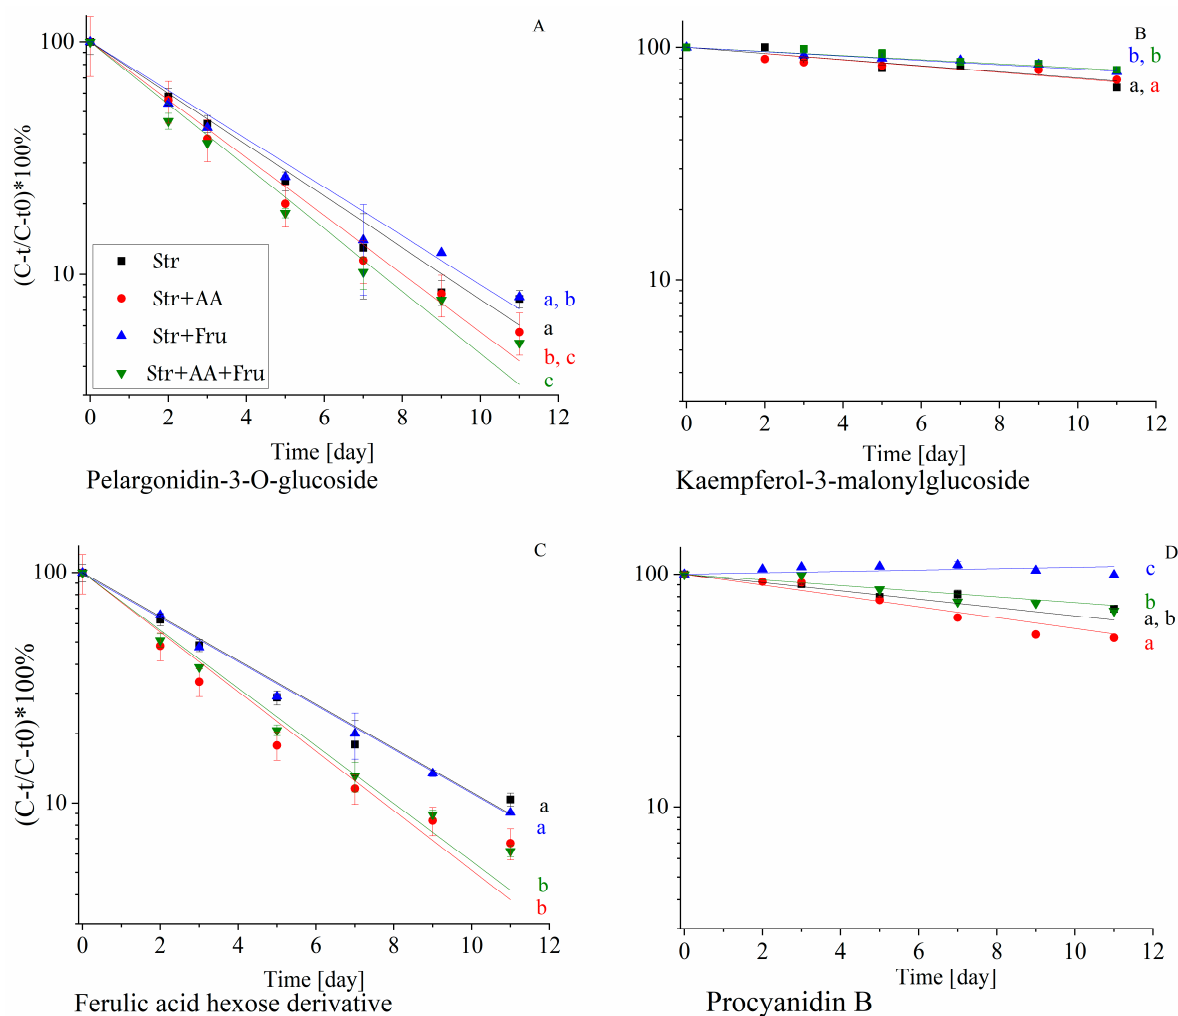 A
100
(C-t/C-t0)*100%
10
Str
Str+AA
Str+Fru
Str+AA+Fru
a, b
a
b, c
c
0 2 4 6 8 10 12
Time [day]
Pelargonidin-3-O-glucoside
B
100
b, b
a, a
10
0 2 4 6 8 10 12
Time [day]
Kaempferol-3-malonylglucoside
C
100
(C-t/C-t0)*100%
10
a
a
b
b
0 2 4 6 8 10 12
Time [day]
Ferulic acid hexose derivative
D
100
c
b
a, b
a
10
0 2 4 6 8 10 12
Time [day]
Procyanidin B